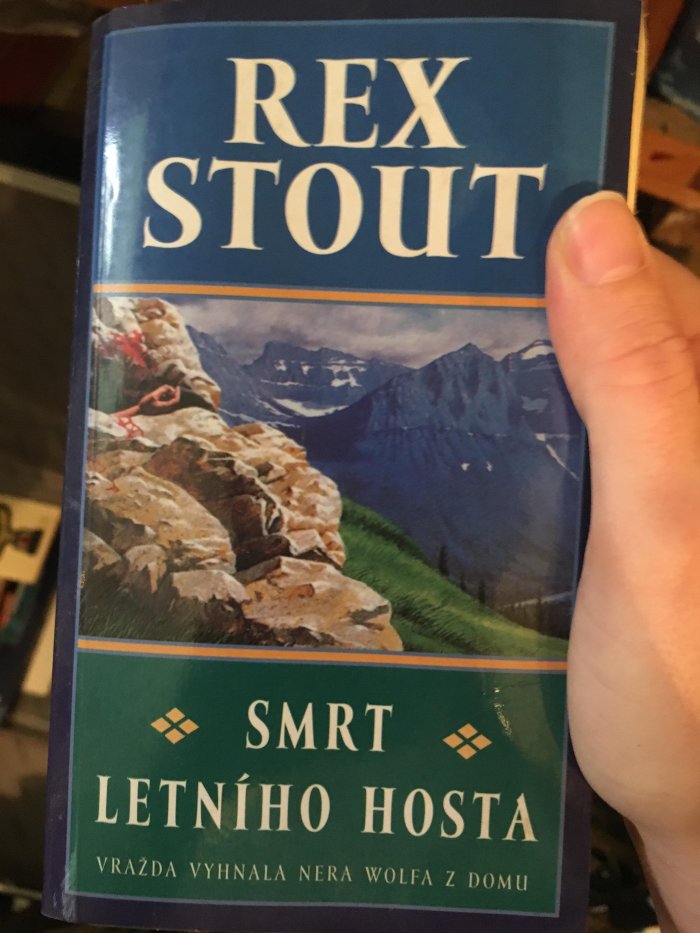 REX
STOUT
SMRT
LETNÍHO HOSTA
VRAŽDA VYHNALA NERA WOLFA Z DOMU